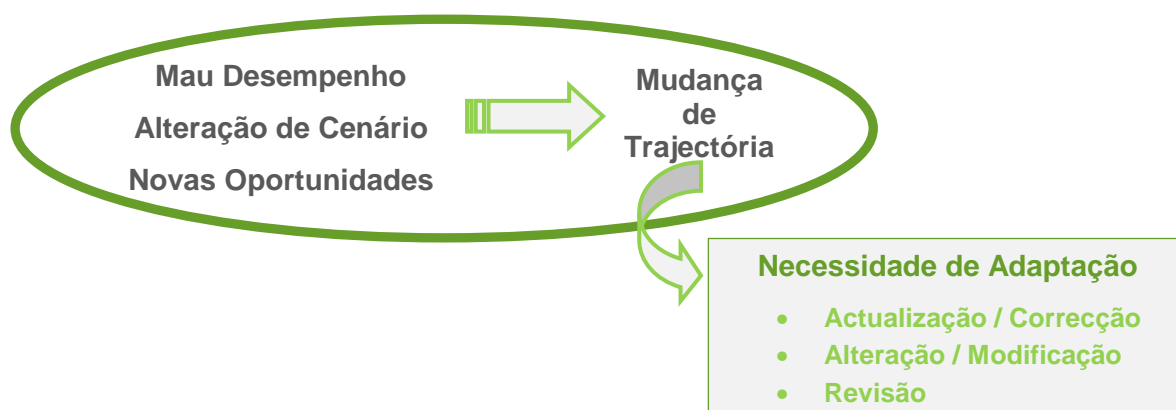 Mau Desempenho
Alteração de Cenário
Novas Oportunidades
Mudança
de
Trajectória
Necessidade de Adaptação
• Actualização / Correcção
• Alteração / Modificação
• Revisão